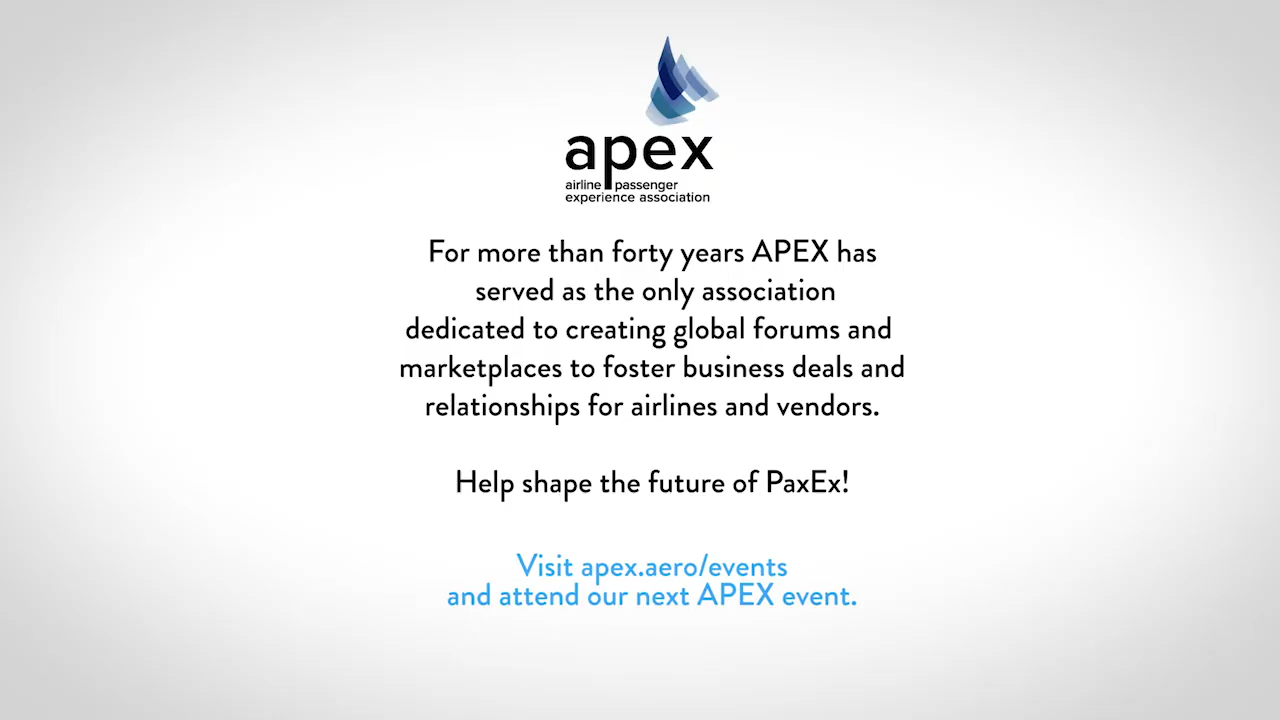 apex
airline passenger
experience association
For more than forty years APEX has
served as the only association
dedicated to creating global forums and
marketplaces to foster business deals and
relationships for airlines and vendors.
Help shape the future of PaxEx!
Visit apex.aero/events
and attend our next APEX event.